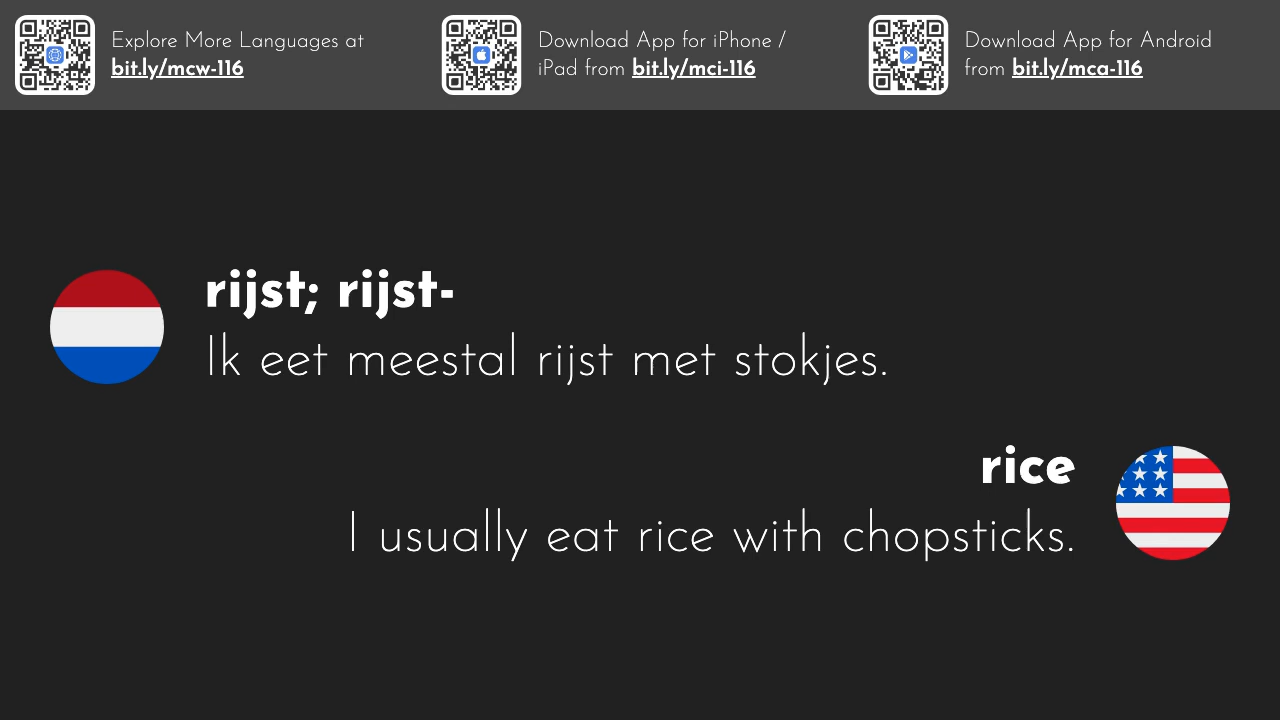 Explore More Languages at
bit.ly/mcw-116
Download App for iPhone /
iPad from bit.ly/mci-116
Download App for Android
from bit.ly/mca-116
rijst; rijst-
Ik eet meestal rijst met stokjes.
rice
I usually eat rice with chopsticks.